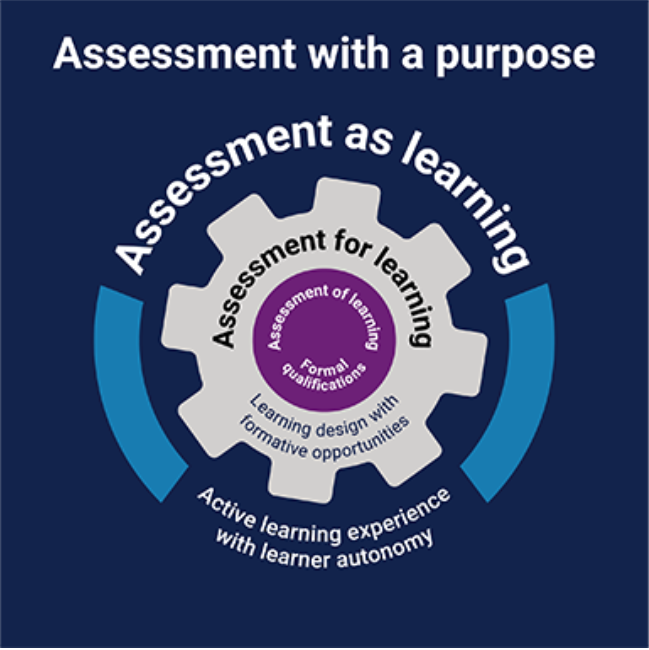 Assessment with a purpose
Assessment as learning
Assessment for learning
Assessment of learning
Formal
qualifications
Learning design with
formative opportunities
Active learning experience
with learner autonomy